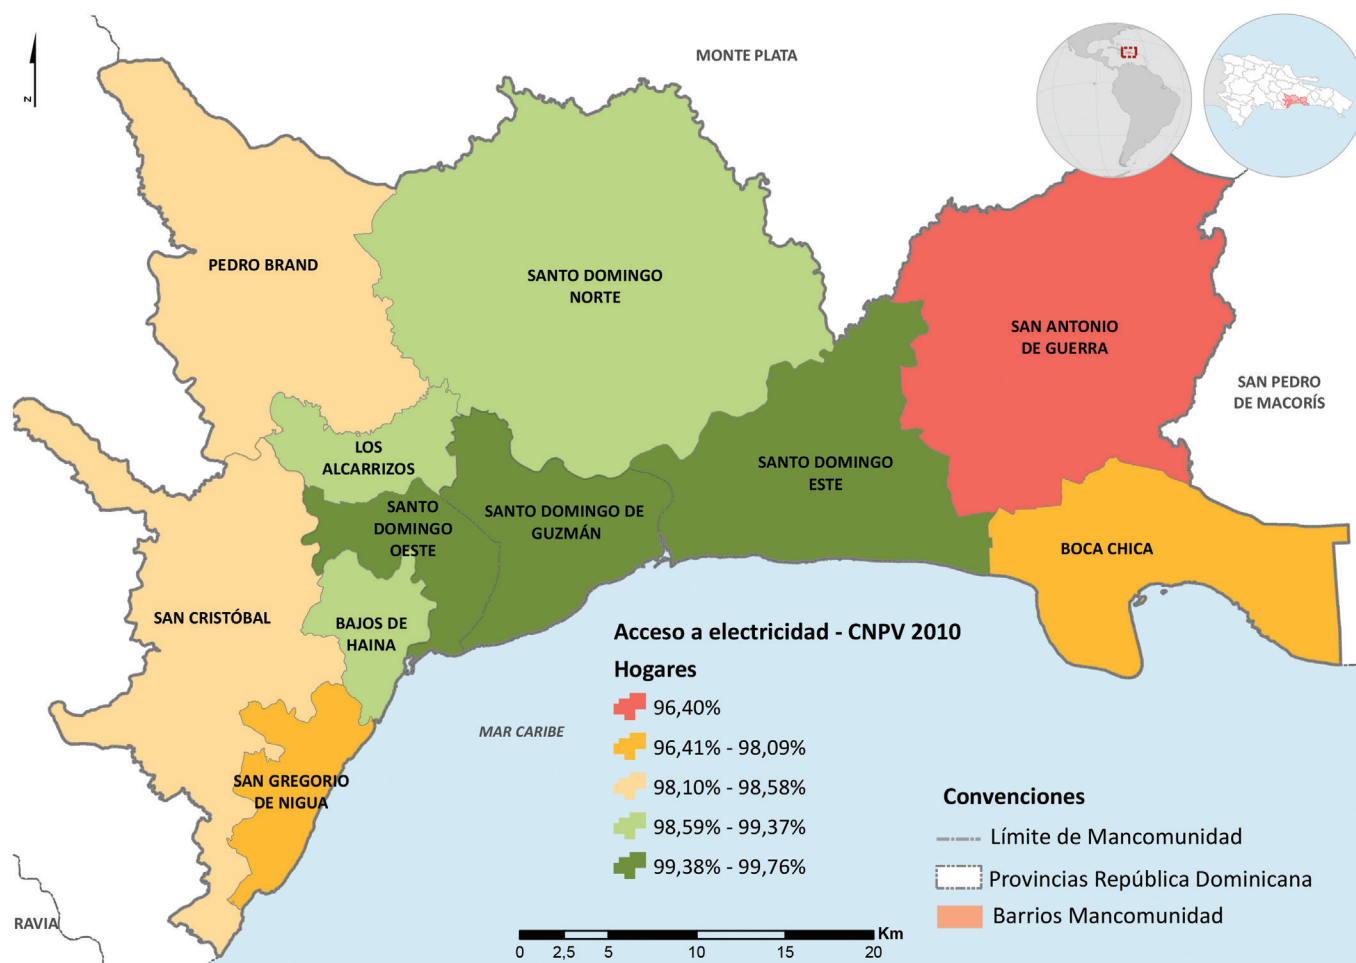 MONTE PLATA
N
PEDRO BRAND
SANTO DOMINGO
NORTE
SAN ANTONIO
DE GUERRA
SAN PEDRO
DE MACORÍS
LOS
ALCARRIZOS
SANTO DOMINGO
ESTE
SANTO
DOMINGO
OESTE
SANTO DOMINGO DE
GUZMÁN
BOCA CHICA
SAN CRISTÓBAL
BAJOS DE
HAINA
SAN GREGORIO
DE NIGUA
MAR CARIBE
RAVIA
Acceso a electricidad - CNPV 2010
Hogares
96,40%
96,41% - 98,09%
98,10% - 98,58%
98,59% - 99,37%
99,38% - 99,76%
Convenciones
Límite de Mancomunidad
Provincias República Dominicana
Barrios Mancomunidad
Km
0 2,5 5 10 15 20